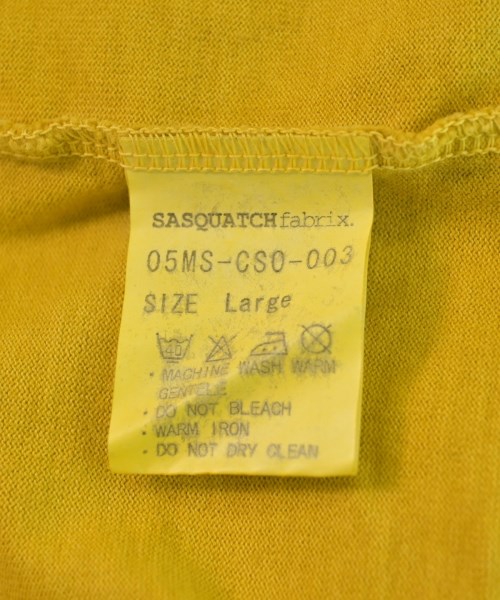 SASQUATCHfabrix.
05MS-CSO-003
SIZE Large
40
・MACHINE WASH WARM
GENTELE
・DO NOT BLEACH
・WARM IRON
・DO NOT DRY CLEAN